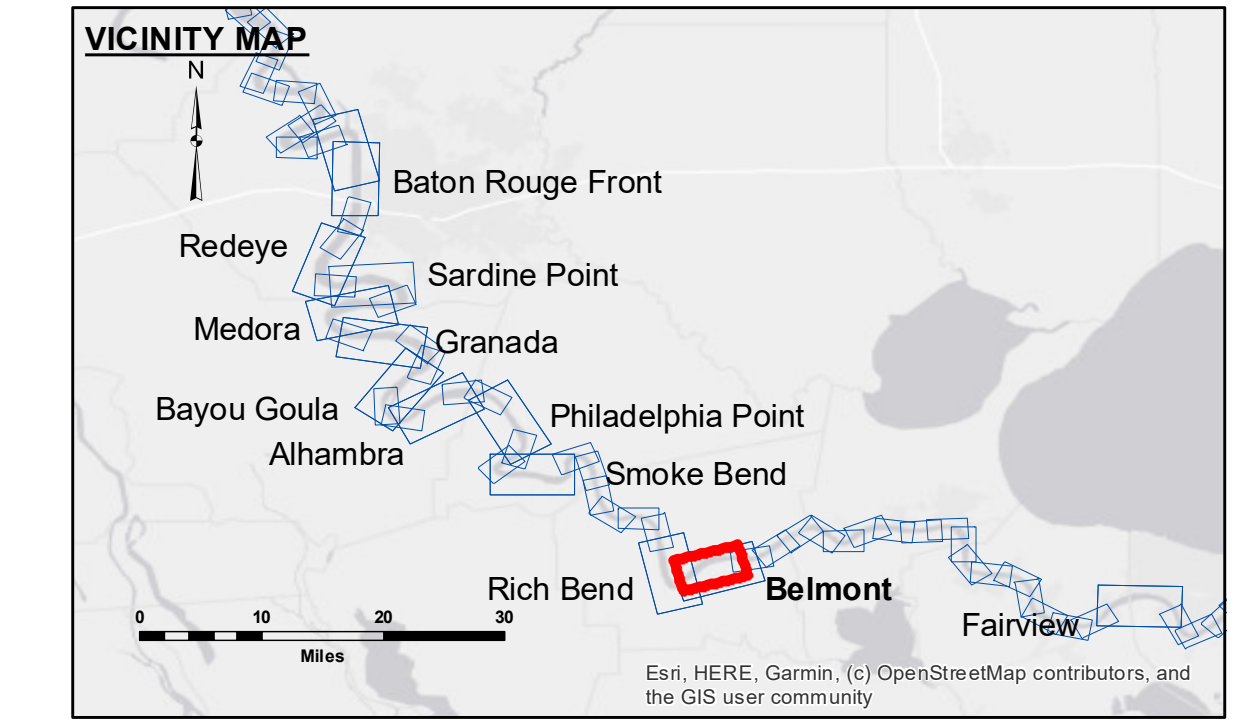 VICINITY MAP
N
Baton Rouge Front
Redeye
Sardine Point
Medora
Granada
Bayou Goula
Philadelphia Point
Alhambra
Smoke Bend
Rich Bend
Belmont
Fairview
0 10 20 30
Miles
Esri, HERE, Garmin, (c) OpenStreetMap contributors, and
the GIS user community